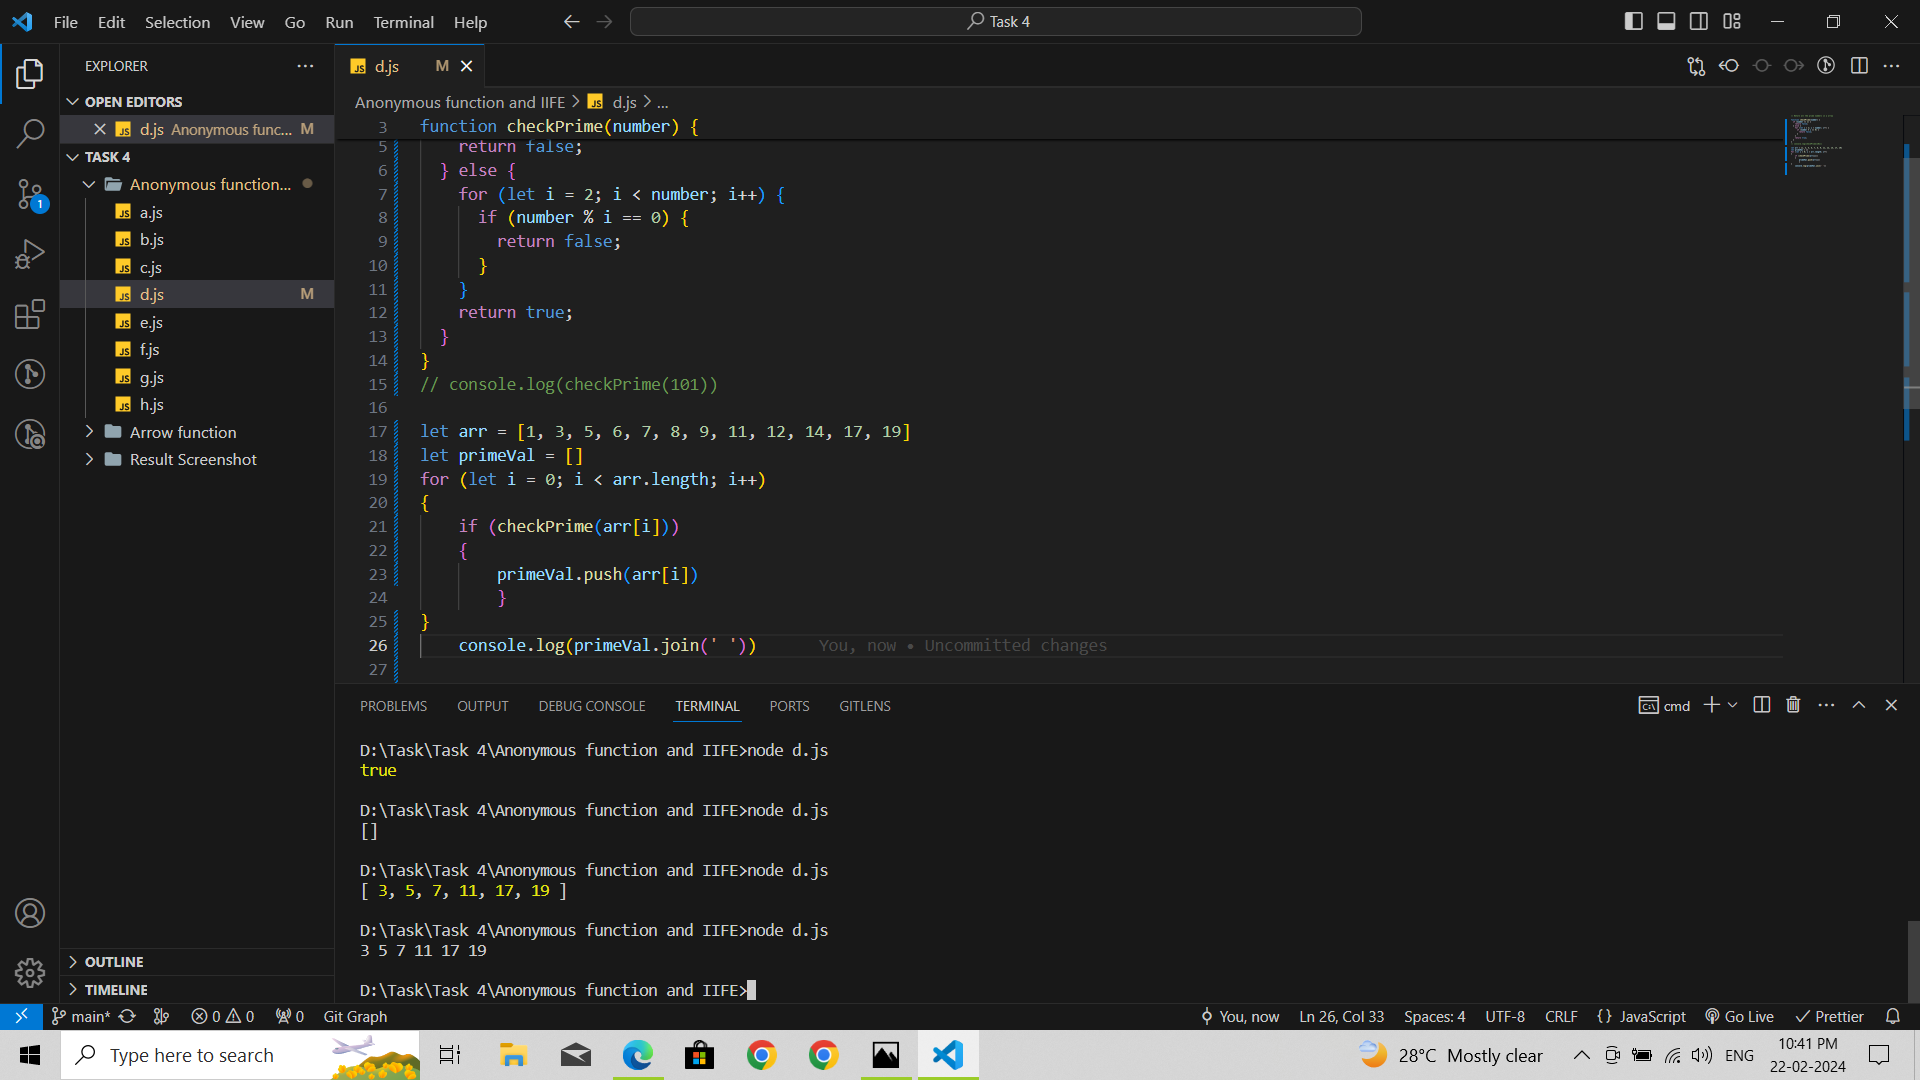 File Edit Selection View Go Run Terminal Help
Task 4
EXPLORER
OPEN EDITORS
d.js Anonymous func... M
TASK 4
Anonymous function...
a.js
b.js
c.js
d.js M
e.js
f.js
g.js
h.js
Arrow function
Result Screenshot
OUTLINE
TIMELINE
1
d.js M
Anonymous function and IIFE > d.js > ...
3 function checkPrime(number) {
5 return false;
6 } else {
7 for (let i = 2; i < number; i++) {
8 if (number % i == 0) {
9 return false;
10 }
11 }
12 return true;
13 }
14 }
15 // console.log(checkPrime(101))
16
17 let arr = [1, 3, 5, 6, 7, 8, 9, 11, 12, 14, 17, 19]
18 let primeVal = []
19 for (let i = 0; i < arr.length; i++)
20 {
21 if (checkPrime(arr[i]))
22 {
23 primeVal.push(arr[i])
24 }
25 }
26 console.log(primeVal.join(' ')) You, now • Uncommitted changes
27
PROBLEMS OUTPUT DEBUG CONSOLE TERMINAL PORTS GITLENS
cmd
D:\Task\Task 4\Anonymous function and IIFE>node d.js
true
D:\Task\Task 4\Anonymous function and IIFE>node d.js
[]
D:\Task\Task 4\Anonymous function and IIFE>node d.js
[ 3, 5, 7, 11, 17, 19 ]
D:\Task\Task 4\Anonymous function and IIFE>node d.js
3 5 7 11 17 19
D:\Task\Task 4\Anonymous function and IIFE>
main* 0 0 0 Git Graph
You, now Ln 26, Col 33 Spaces: 4 UTF-8 CRLF {} JavaScript Go Live Prettier
Type here to search
28°C Mostly clear
ENG
10:41 PM
22-02-2024